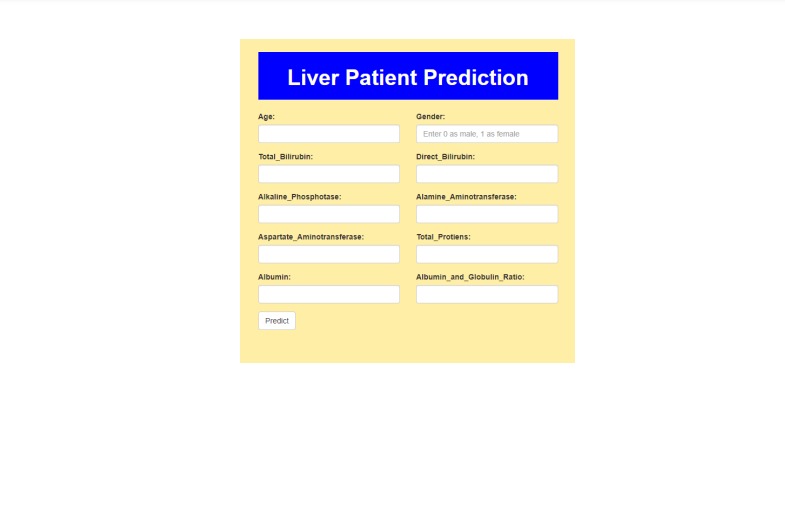 Liver Patient Prediction
Age:
Gender:
Enter 0 as male, 1 as female
Total_Bilirubin:
Direct_Bilirubin:
Alkaline_Phosphotase:
Alamine_Aminotransferase:
Aspartate_Aminotransferase:
Total_Protiens:
Albumin:
Albumin_and_Globulin_Ratio:
Predict